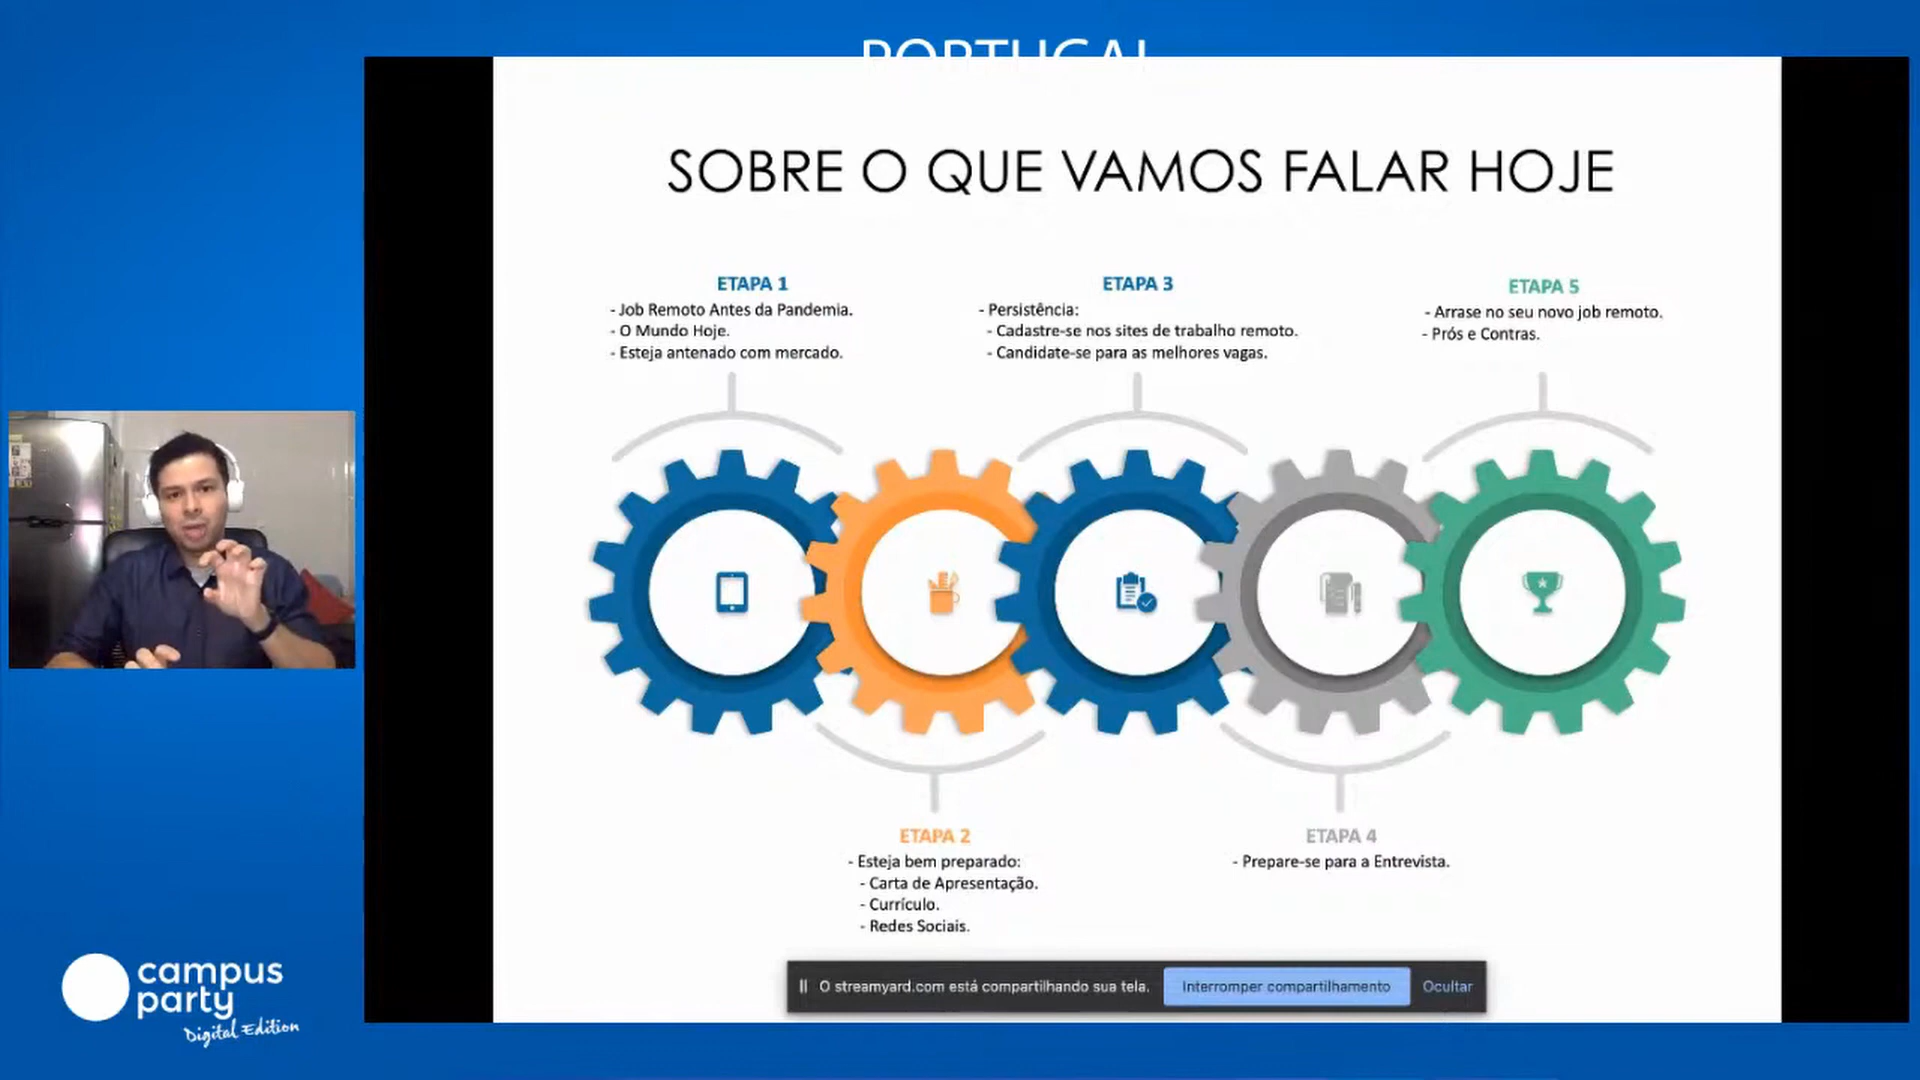 PORTUGAL
SOBRE O QUE VAMOS FALAR HOJE
ETAPA 1
- Job Remoto Antes da Pandemia.
- O Mundo Hoje.
- Esteja antenado com mercado.
ETAPA 3
- Persistência:
- Cadastre-se nos sites de trabalho remoto.
- Candidate-se para as melhores vagas.
ETAPA 5
- Arrase no seu novo job remoto.
- Prós e Contras.
ETAPA 2
- Esteja bem preparado:
- Carta de Apresentação.
- Currículo.
- Redes Sociais.
ETAPA 4
- Prepare-se para a Entrevista.
O streamyard.com está compartilhando sua tela. Interromper compartilhamento Ocultar
campus
party
Digital Edition